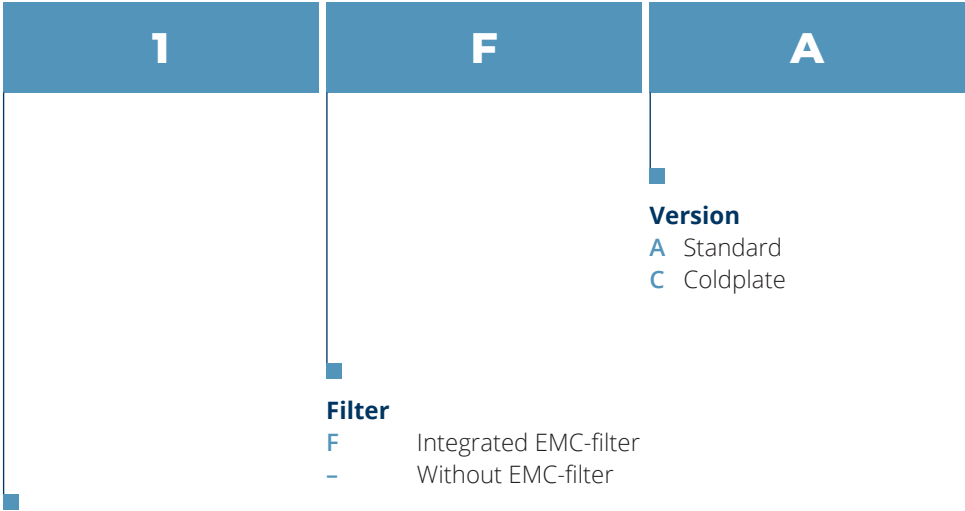 1 F A
Version
A Standard
C Coldplate
Filter
F Integrated EMC-filter
– Without EMC-filter